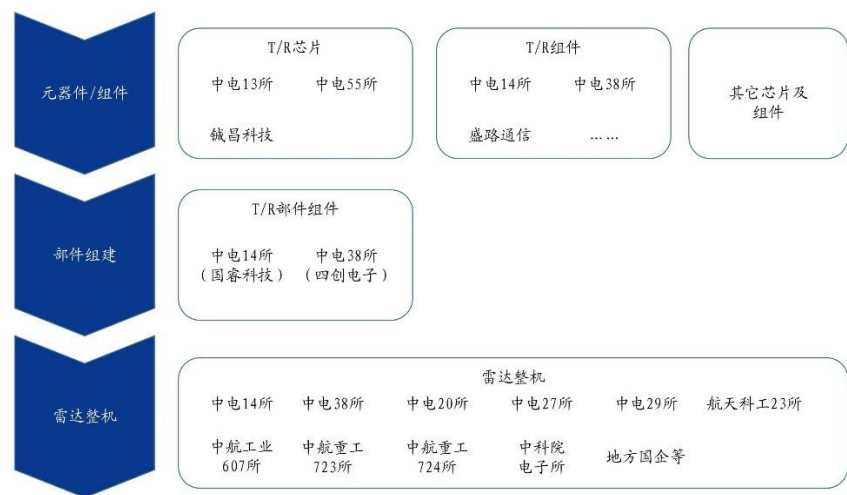 元器件/组件
T/R芯片
中电13所 中电55所
铖昌科技
T/R组件
中电14所 中电38所
盛路通信 ……
其它芯片及
组件
部件组建
T/R部件组件
中电14所 中电38所
(国睿科技) (四创电子)
雷达整机
雷达整机
中电14所 中电38所 中电20所 中电27所 中电29所 航天科工23所
中航工业 中航重工 中航重工 中科院 地方国企等
607所 723所 724所 电子所